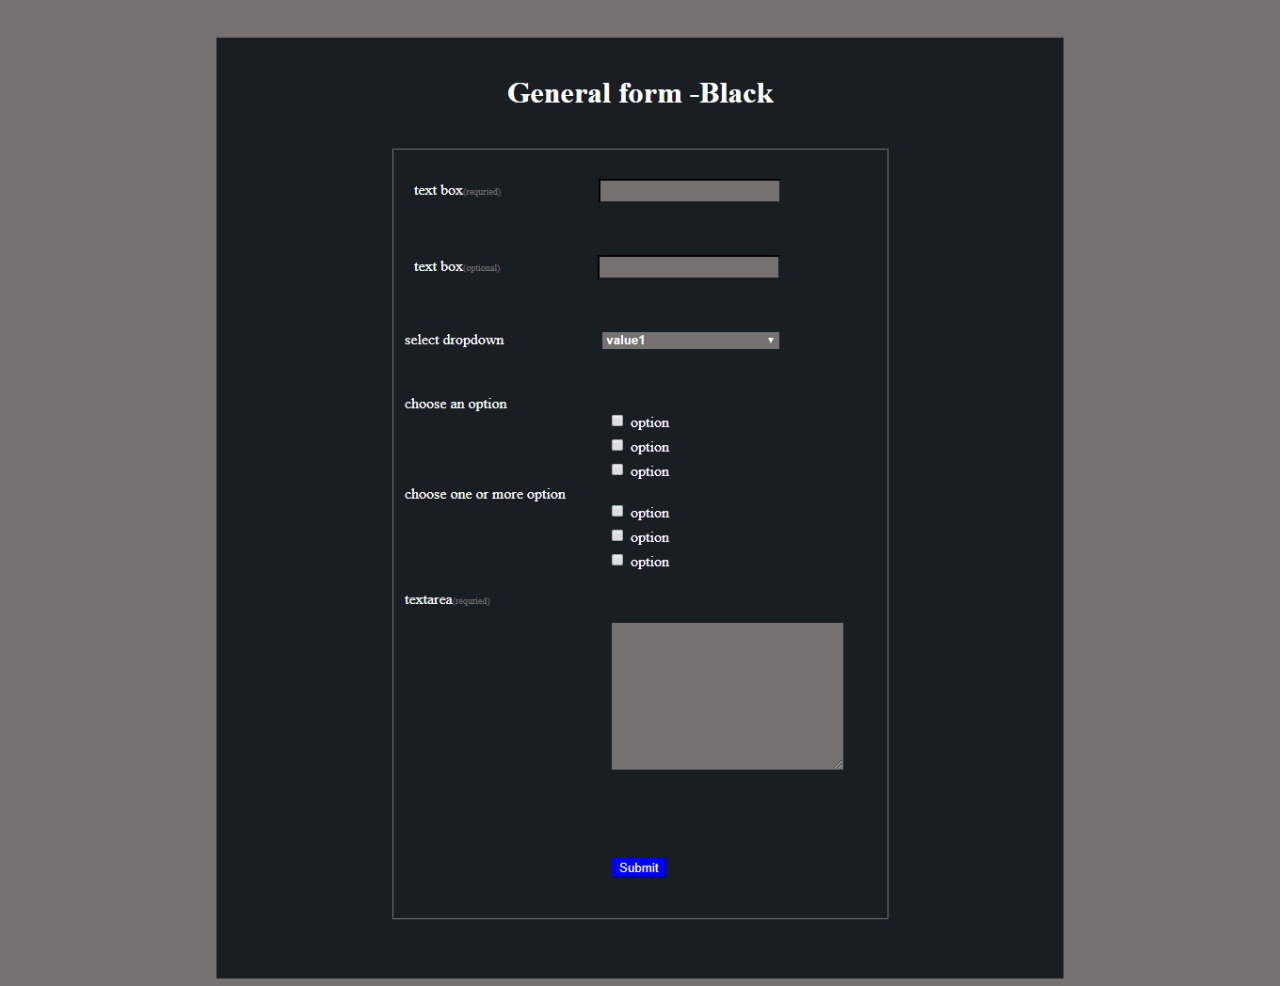 General form -Black
text box(requried)
text box(optional)
select dropdown value1
choose an option
option
option
option
choose one or more option
option
option
option
textarea(requried)
Submit